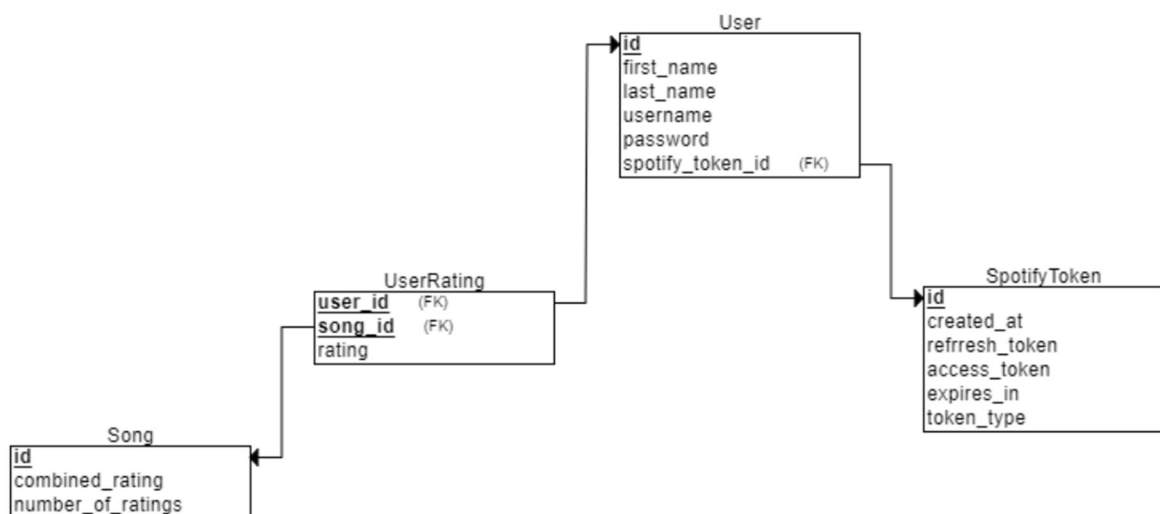 User
id
first_name
last_name
username
password
spotify_token_id (FK)
UserRating
user_id (FK)
song_id (FK)
rating
SpotifyToken
id
created_at
refrresh_token
access_token
expires_in
token_type
Song
id
combined_rating
number_of_ratings